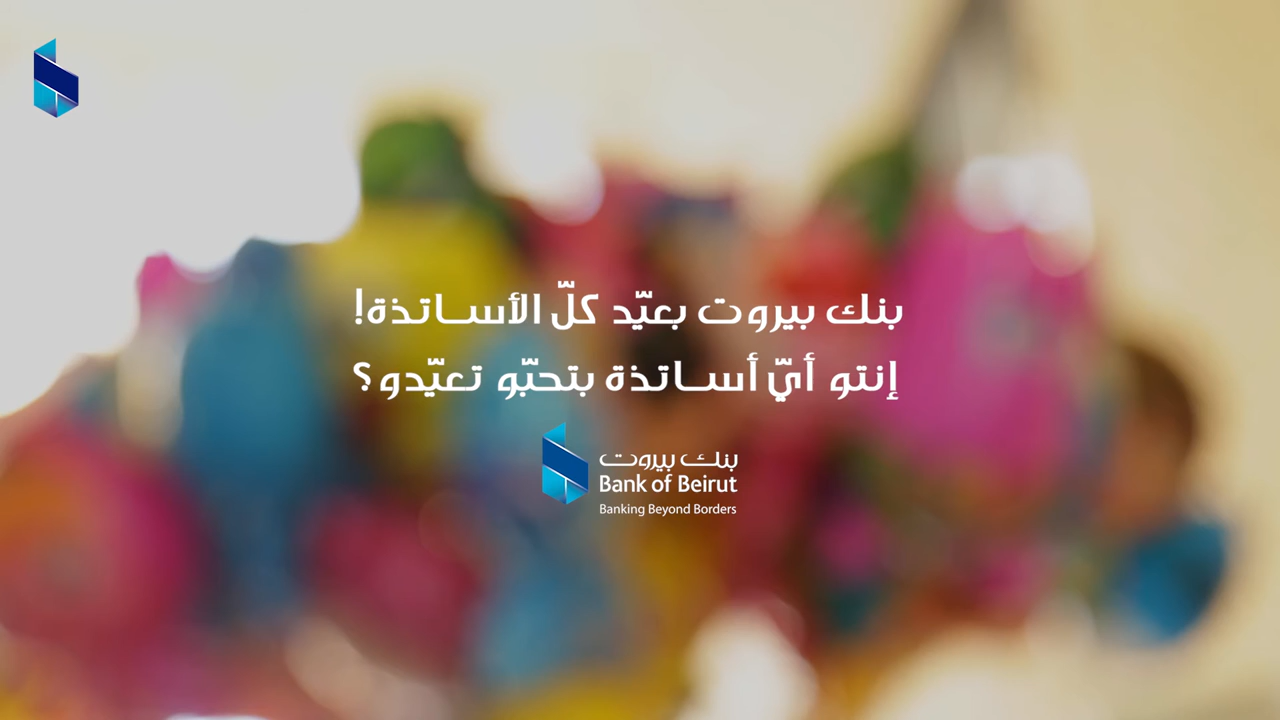 بنك بيروت بعيّد كلّ الأساتذة!
إنتو أيّ أساتذة بتحبّو تعيّدو؟
بنك بيروت
Bank of Beirut
Banking Beyond Borders